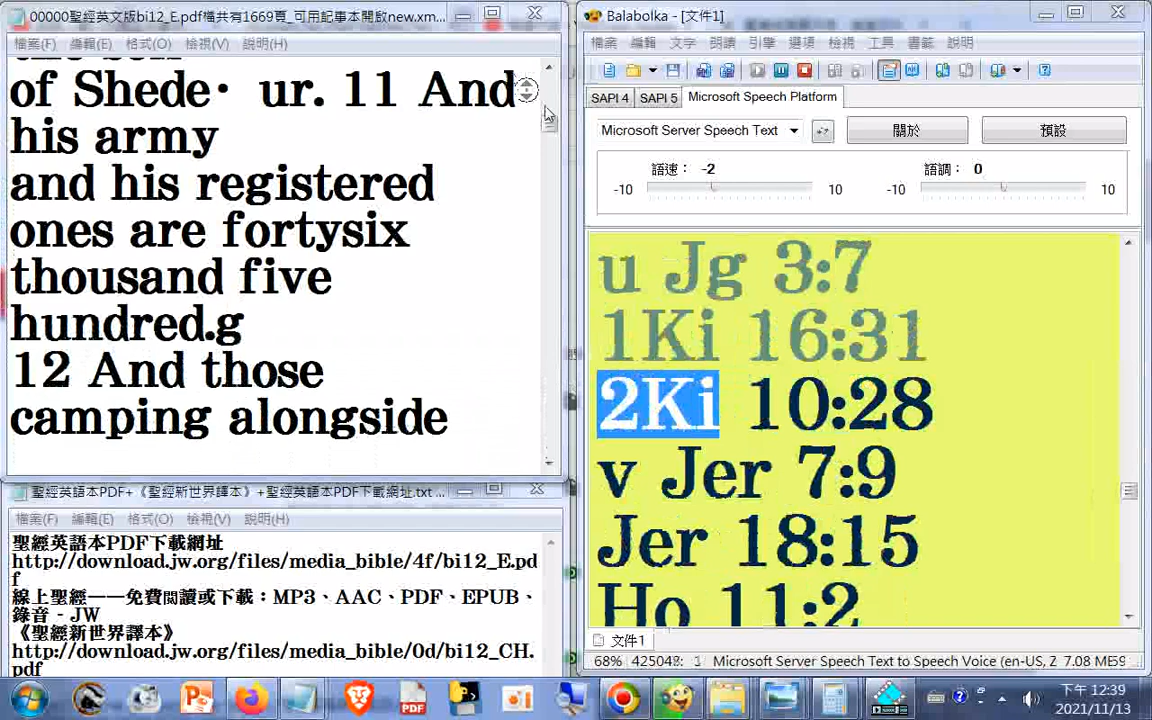 00000聖經英文版bi12_E.pdf檔共有1669頁_可用記事本開啟new.xm...
檔案(F) 編輯(E) 格式(O) 檢視(V) 說明(H)
of Shede· ur. 11 And
his army
and his registered
ones are fortysix
thousand five
hundred.g
12 And those
camping alongside
聖經英語本PDF+《聖經新世界譯本》+聖經英語本PDF下載網址.txt ...
檔案(F) 編輯(E) 格式(O) 檢視(V) 說明(H)
聖經英語本PDF下載網址
http://download.jw.org/files/media_bible/4f/bi12_E.pd
f
線上聖經——免費閱讀或下載：MP3、AAC、PDF、EPUB、
錄音 - JW
《聖經新世界譯本》
http://download.jw.org/files/media_bible/0d/bi12_CH.
pdf
Balabolka - [文件1]
檔案 編輯 文字 朗讀 引擎 選項 檢視 工具 書籤 說明
SAPI 4 SAPI 5 Microsoft Speech Platform
Microsoft Server Speech Text 關於 預設
語速： -2 語調： 0
-10 10 -10 10
u Jg 3:7
1Ki 16:31
2Ki 10:28
v Jer 7:9
Jer 18:15
Ho 11:2
文件1
68% 425042: 1 Microsoft Server Speech Text to Speech Voice (en-US, Z 7.08 ME59
PDF
下午 12:39
2021/11/13